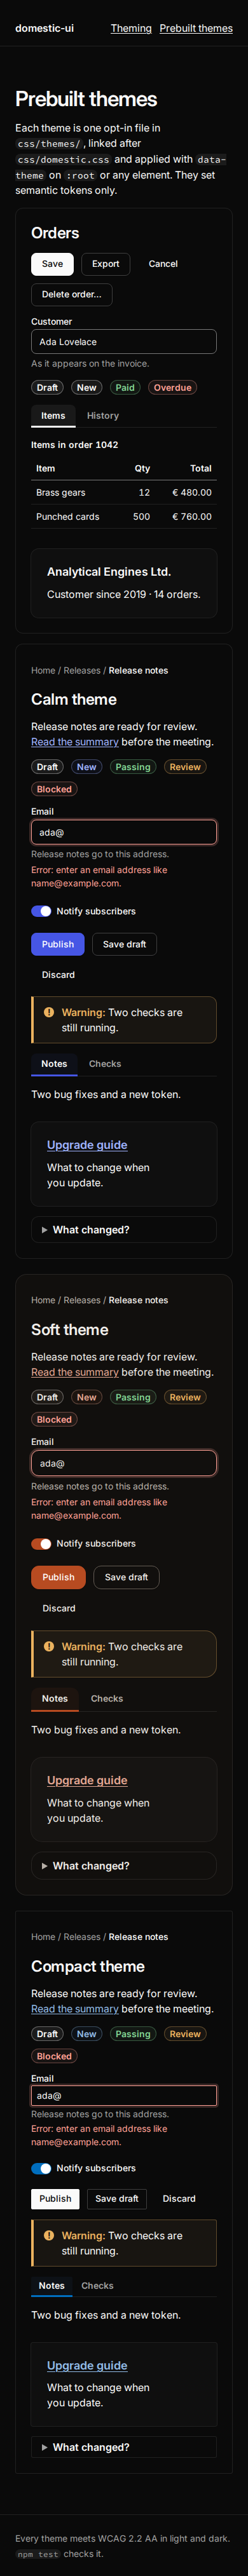 domestic-ui Theming Prebuilt themes
Prebuilt themes
Each theme is one opt-in file in
css/themes/, linked after
css/domestic.css and applied with data-
theme on :root or any element. They set
semantic tokens only.
Orders
Save Export Cancel
Delete order…
Customer
Ada Lovelace
As it appears on the invoice.
Draft New Paid Overdue
Items History
Items in order 1042
Item Qty Total
Brass gears 12 € 480.00
Punched cards 500 € 760.00
Analytical Engines Ltd.
Customer since 2019 · 14 orders.
Home / Releases / Release notes
Calm theme
Release notes are ready for review.
Read the summary before the meeting.
Draft New Passing Review
Blocked
Email
ada@
Release notes go to this address.
Error: enter an email address like
name@example.com.
Notify subscribers
Publish Save draft
Discard
Warning: Two checks are
still running.
Notes Checks
Two bug fixes and a new token.
Upgrade guide
What to change when
you update.
What changed?
Home / Releases / Release notes
Soft theme
Release notes are ready for review.
Read the summary before the meeting.
Draft New Passing Review
Blocked
Email
ada@
Release notes go to this address.
Error: enter an email address like
name@example.com.
Notify subscribers
Publish Save draft
Discard
Warning: Two checks are
still running.
Notes Checks
Two bug fixes and a new token.
Upgrade guide
What to change when
you update.
What changed?
Home / Releases / Release notes
Compact theme
Release notes are ready for review.
Read the summary before the meeting.
Draft New Passing Review
Blocked
Email
ada@
Release notes go to this address.
Error: enter an email address like
name@example.com.
Notify subscribers
Publish Save draft Discard
Warning: Two checks are
still running.
Notes Checks
Two bug fixes and a new token.
Upgrade guide
What to change when
you update.
What changed?
Every theme meets WCAG 2.2 AA in light and dark.
npm test checks it.